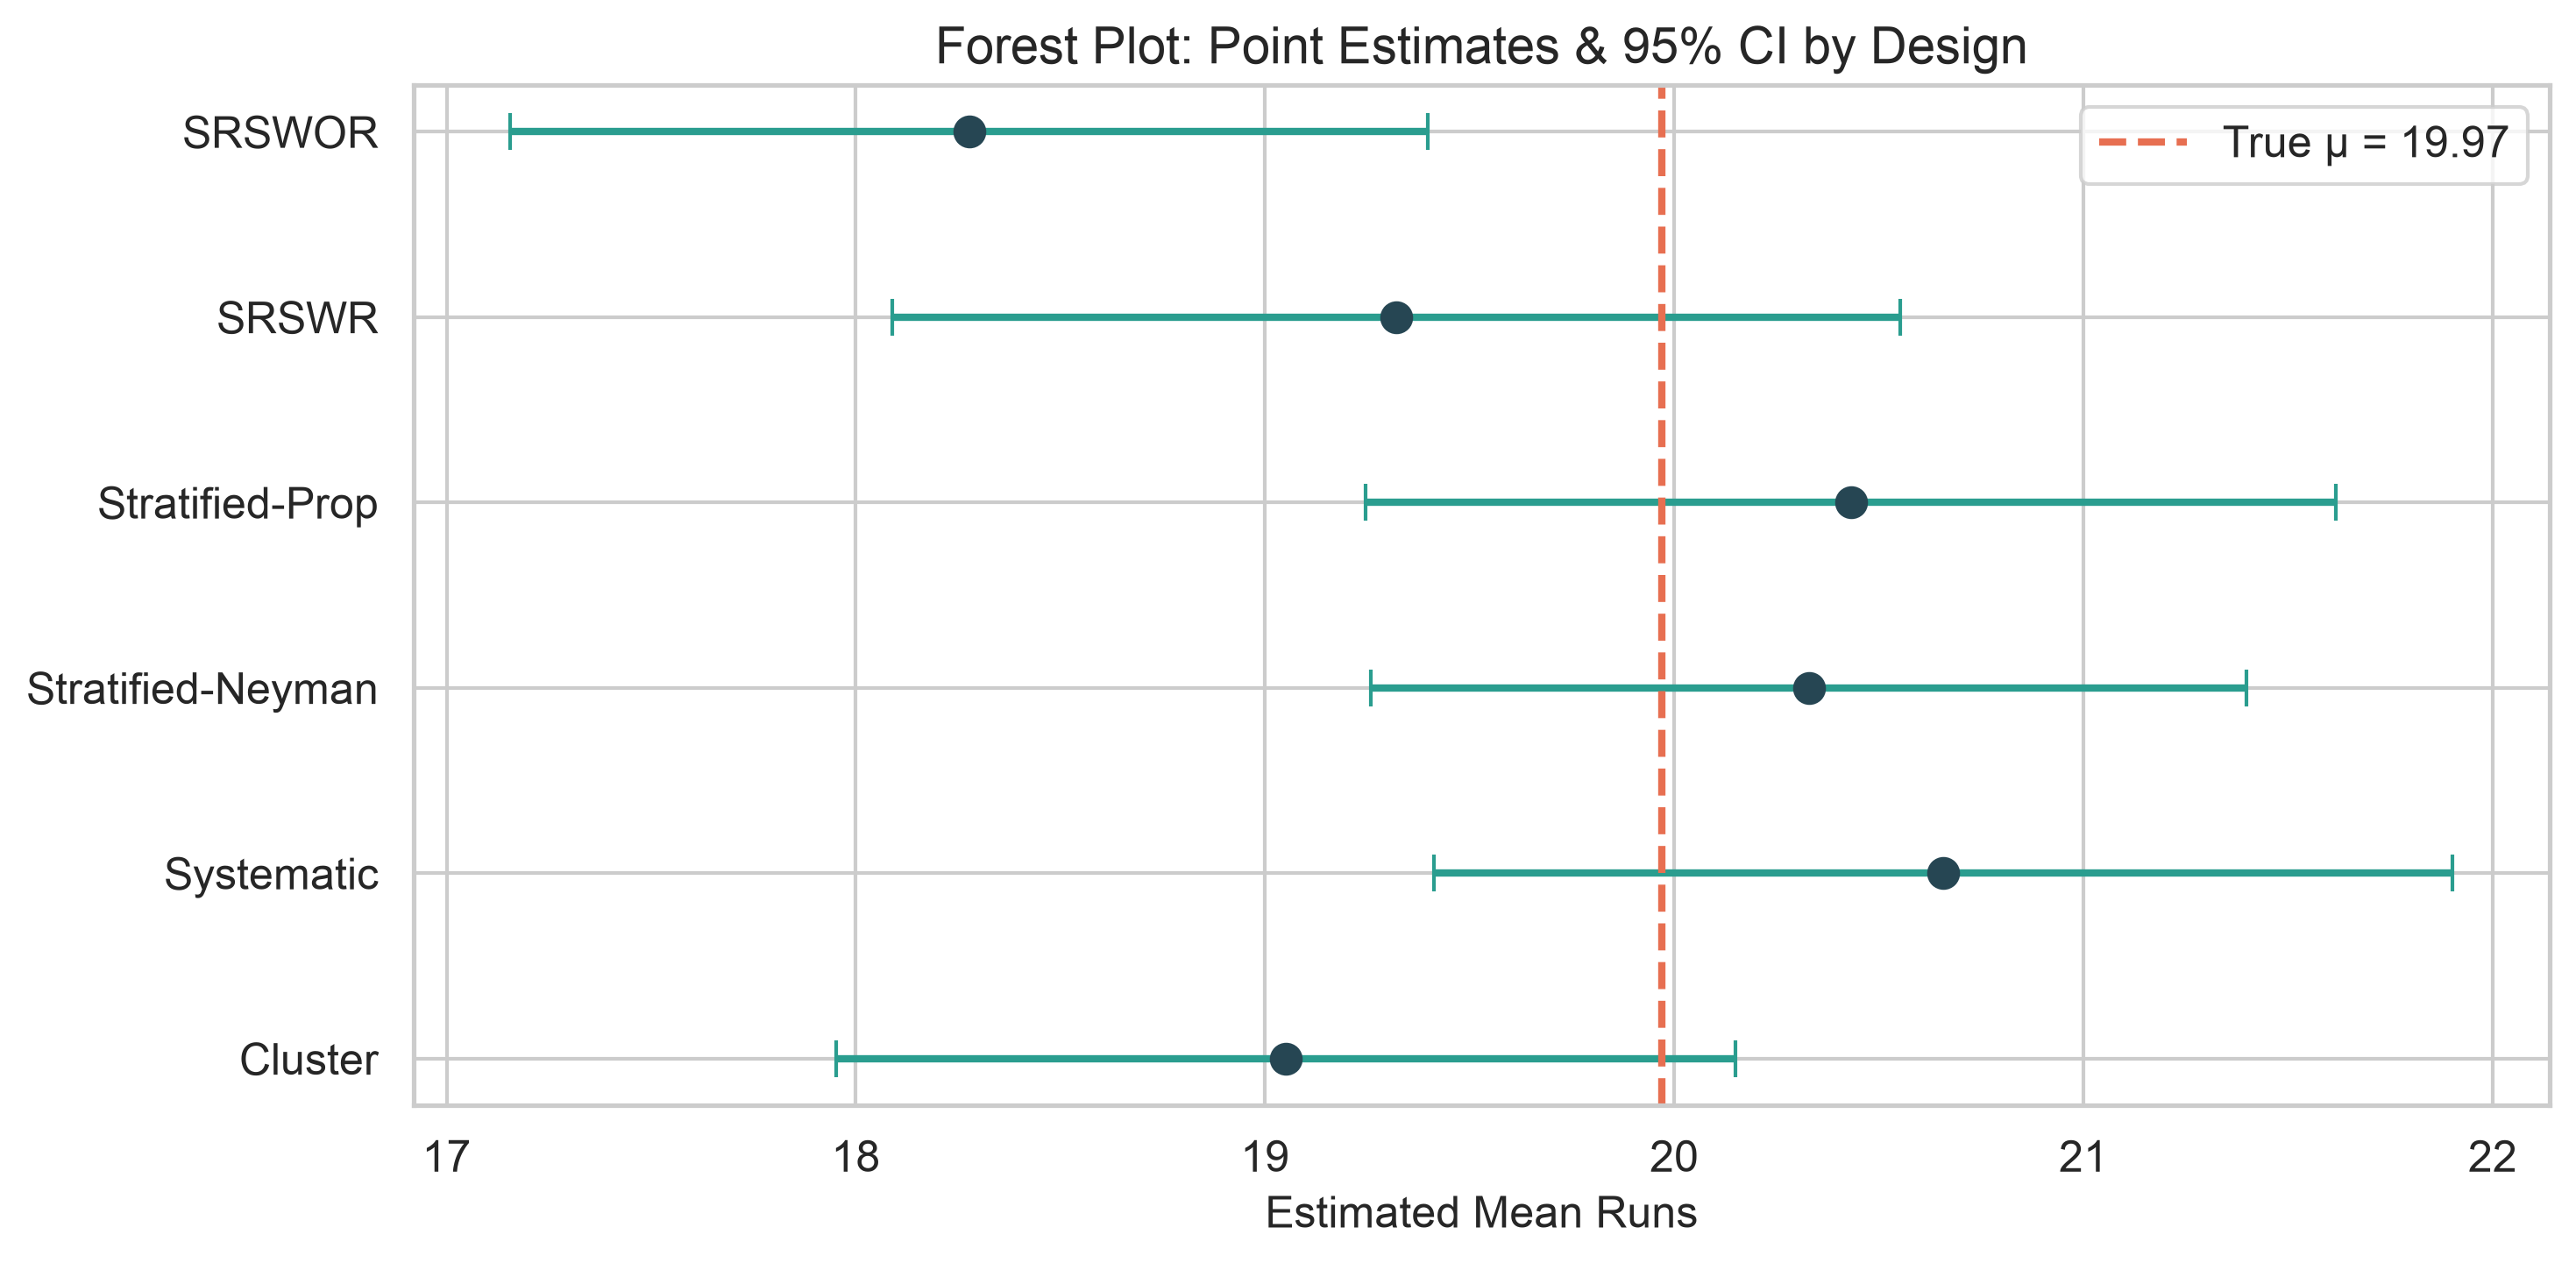 Forest Plot: Point Estimates & 95% CI by Design
True μ = 19.97
SRSWOR
SRSWR
Stratified-Prop
Stratified-Neyman
Systematic
Cluster
17 18 19 20 21 22
Estimated Mean Runs